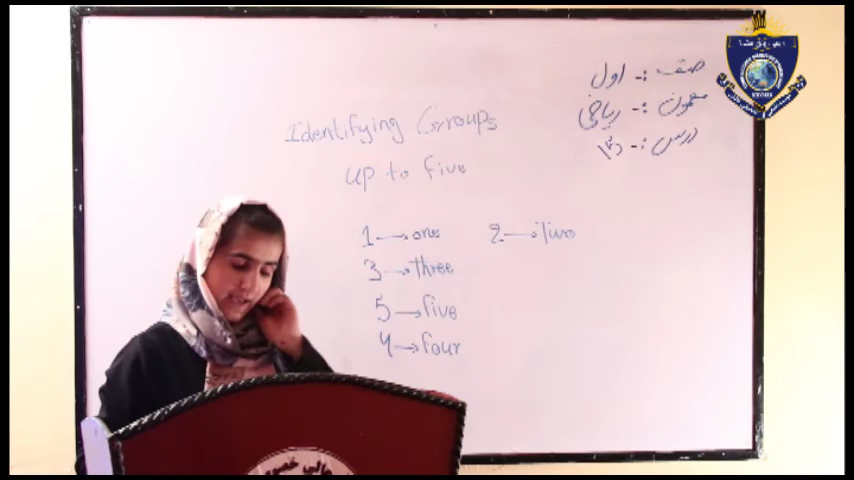 صنف :- اول
مضمون :- ریاضی
درس :-
Identifying Groups
up to five
1 → one 2 → Two
3 → three
5 → five
4 → four